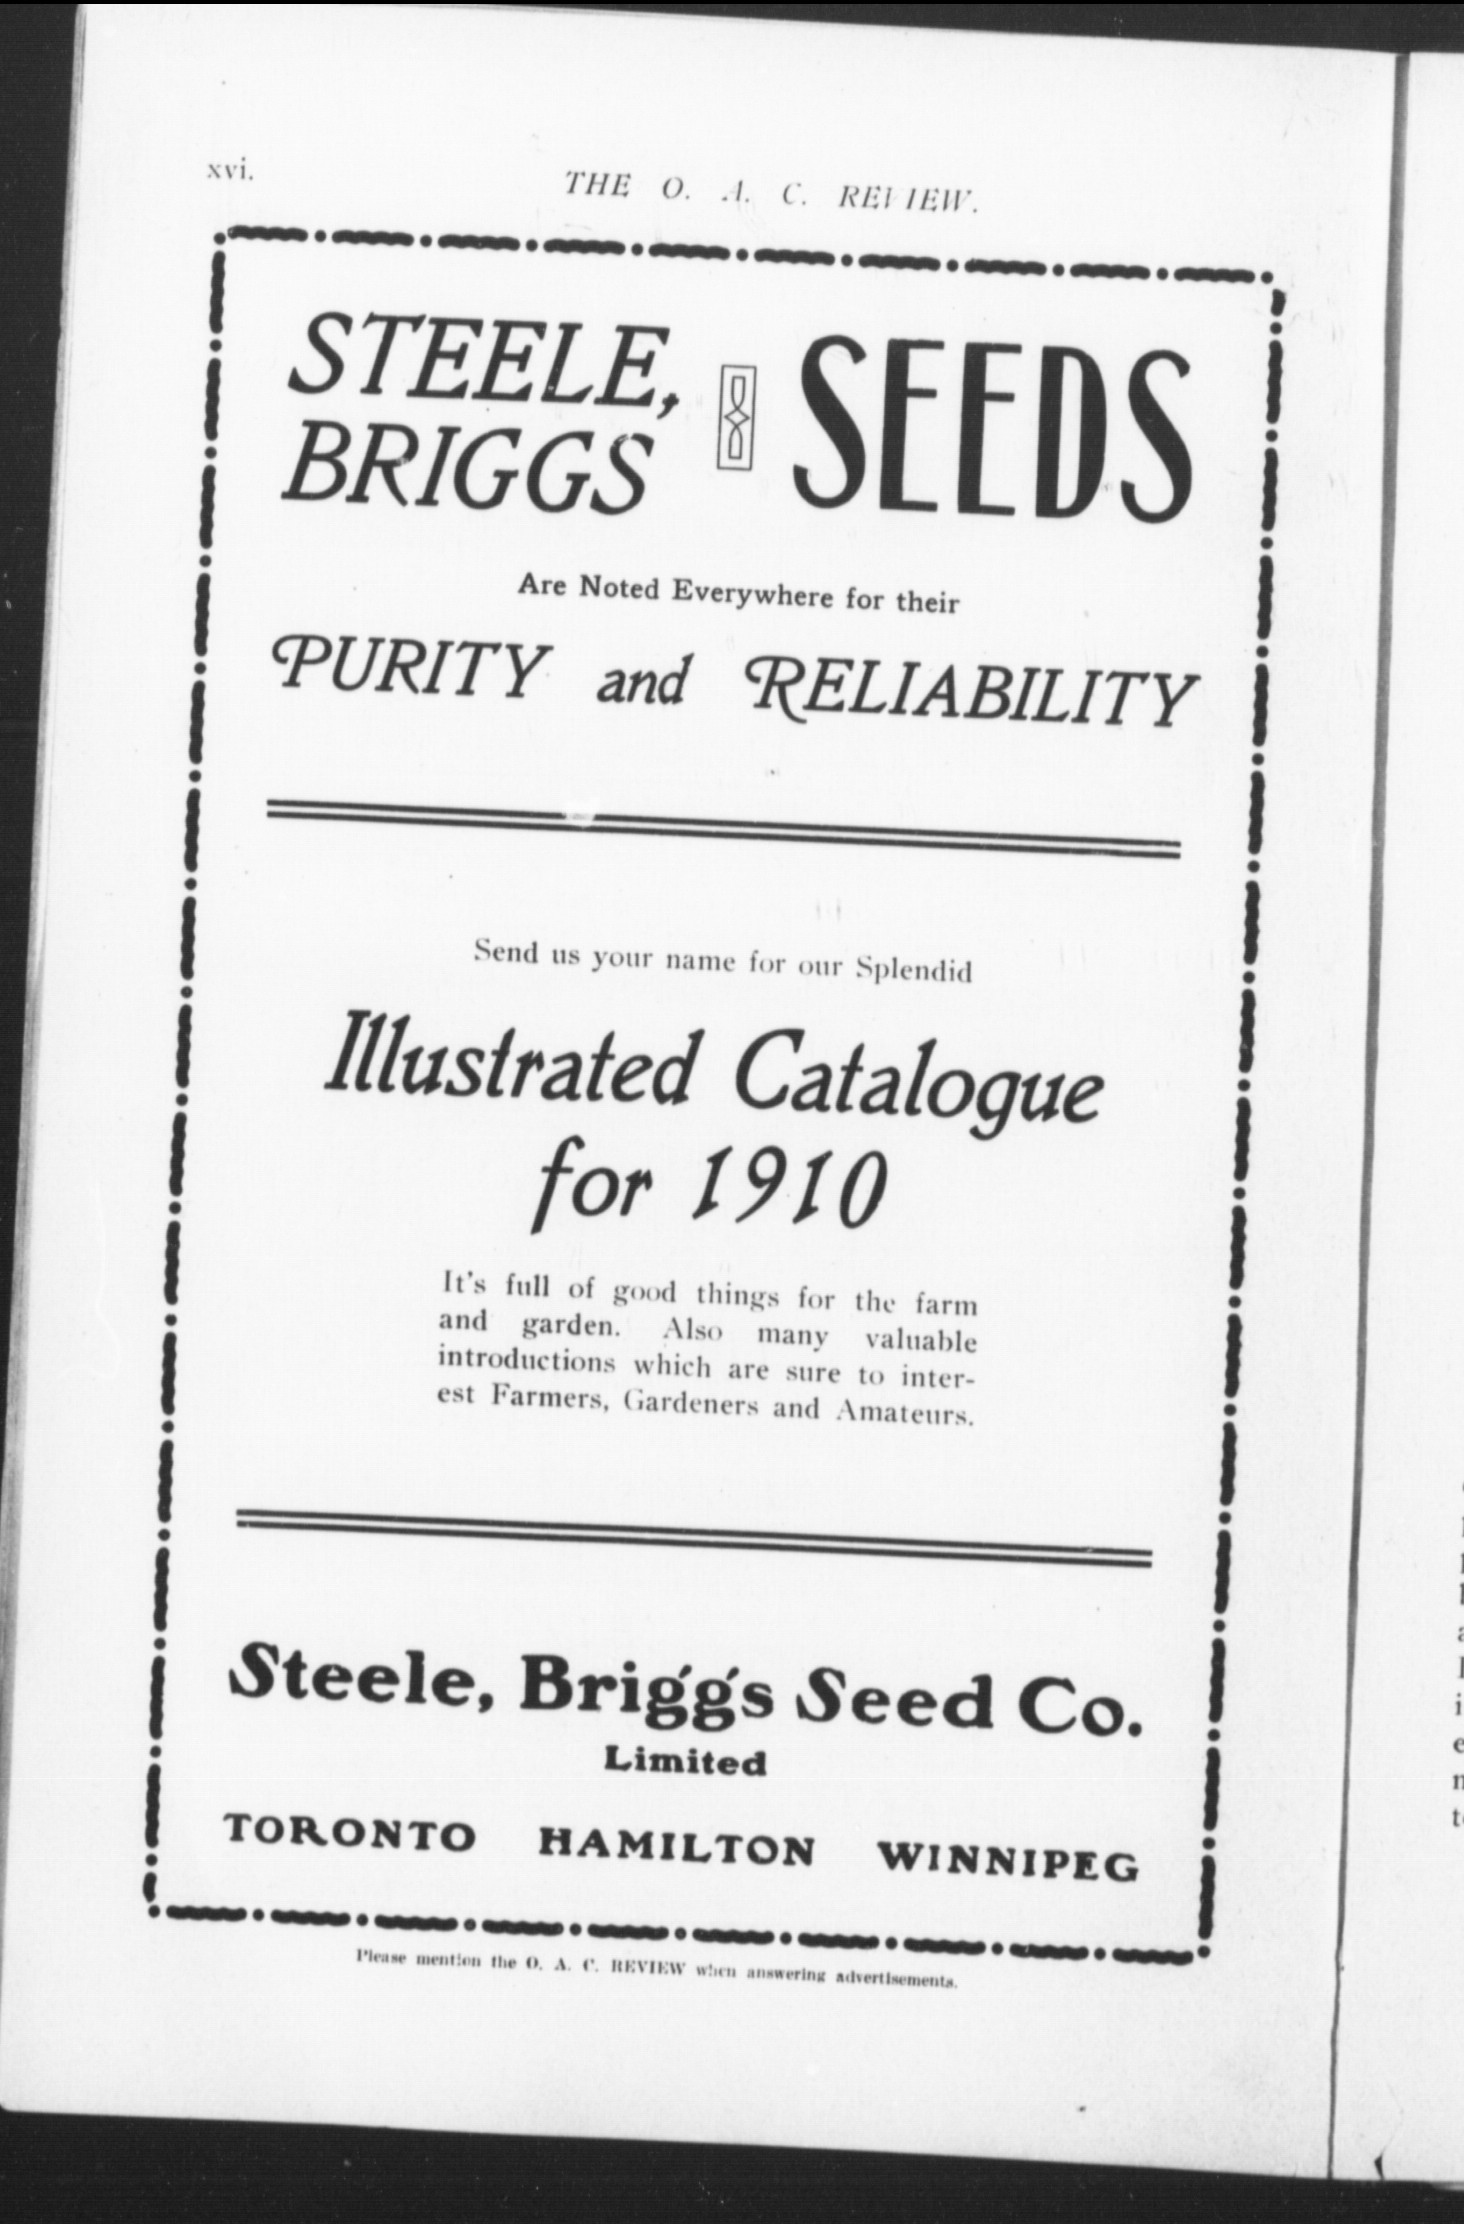 xvi.
THE O. A. C. REVIEW.
STEELE,
BRIGGS
SEEDS
Are Noted Everywhere for their
PURITY and RELIABILITY
Send us your name for our Splendid
Illustrated Catalogue
for 1910
It's full of good things for the farm
and garden. Also many valuable
introductions which are sure to inter-
est Farmers, Gardeners and Amateurs.
Steele, Briggs Seed Co.
Limited
TORONTO HAMILTON WINNIPEG
Please mention the O. A. C. REVIEW when answering advertisements.